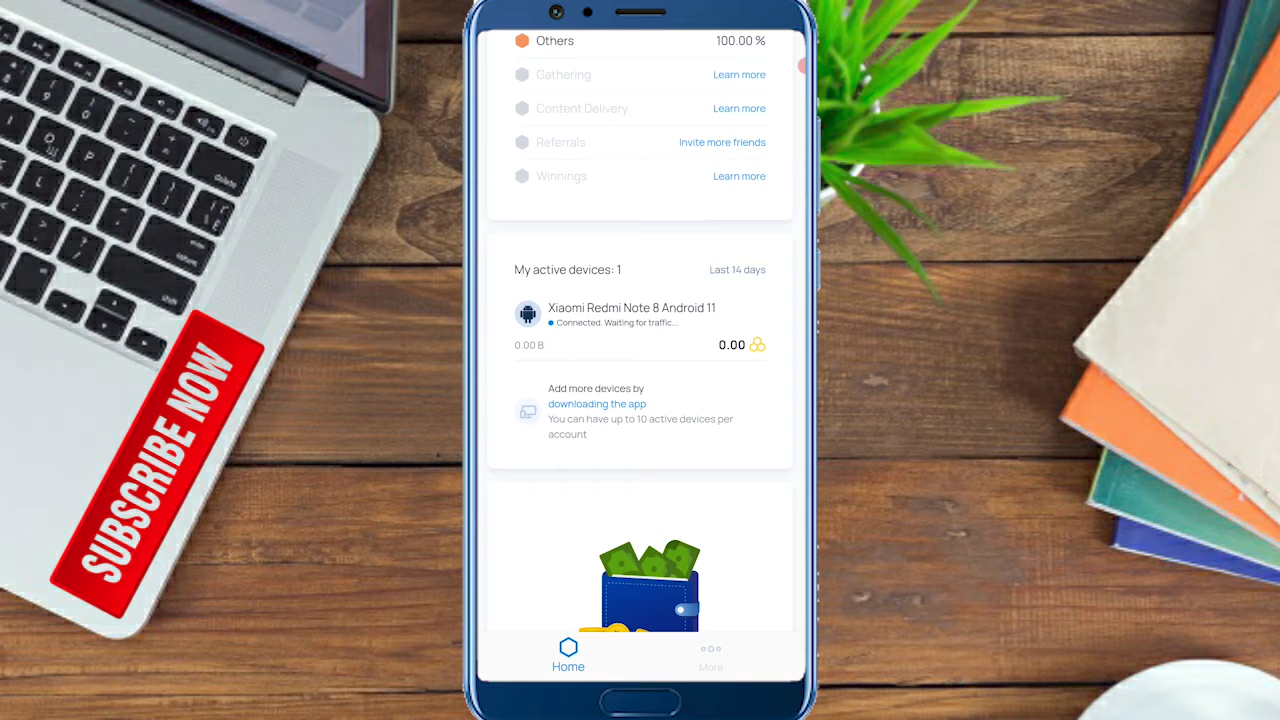 Others 100.00 %
Gathering Learn more
Content Delivery Learn more
Referrals Invite more friends
Winnings Learn more
My active devices: 1 Last 14 days
Xiaomi Redmi Note 8 Android 11
Connected. Waiting for traffic...
0.00 B 0.00
Add more devices by
downloading the app
You can have up to 10 active devices per
account
Home More
SUBSCRIBE NOW